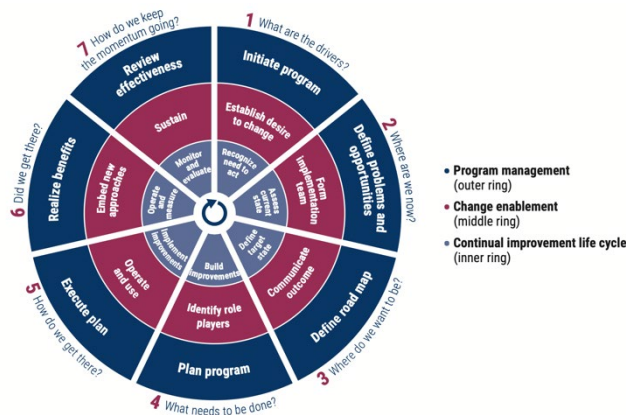 1 What are the drivers?
Initiate program
Establish desire
to change
Recognize
need to
act
2 Where are we now?
Define problems and
opportunities
Form
implementation
team
Assess
current
state
3 Where do we want to be?
Define road map
Communicate
outcome
Define
target
state
4 What needs to be done?
Plan program
Identify role
players
Build
improvements
5 How do we get there?
Execute plan
Operate
and use
Implement
improvements
6 Did we get there?
Realize benefits
Embed new
approaches
Operate
and
measure
7 How do we keep
the momentum going?
Review
effectiveness
Sustain
Monitor
and
evaluate
• Program management
(outer ring)
• Change enablement
(middle ring)
• Continual improvement life cycle
(inner ring)